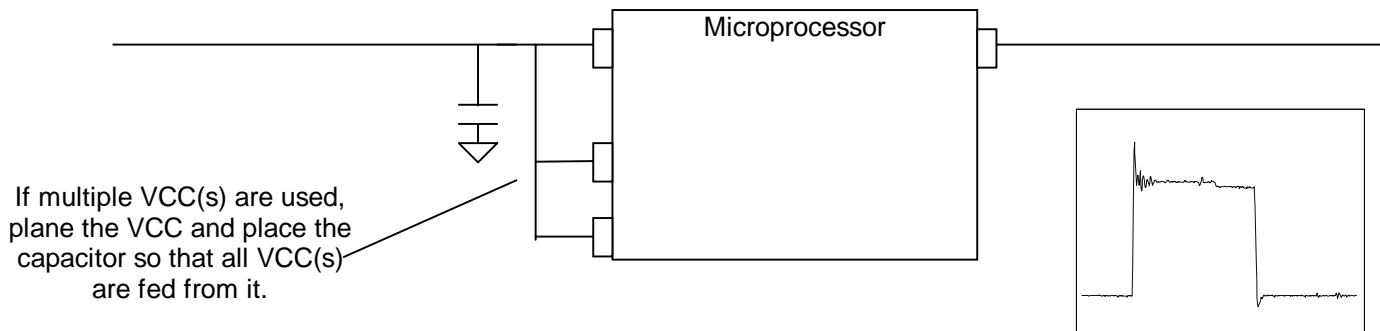 Microprocessor
If multiple VCC(s) are used,
plane the VCC and place the
capacitor so that all VCC(s)
are fed from it.